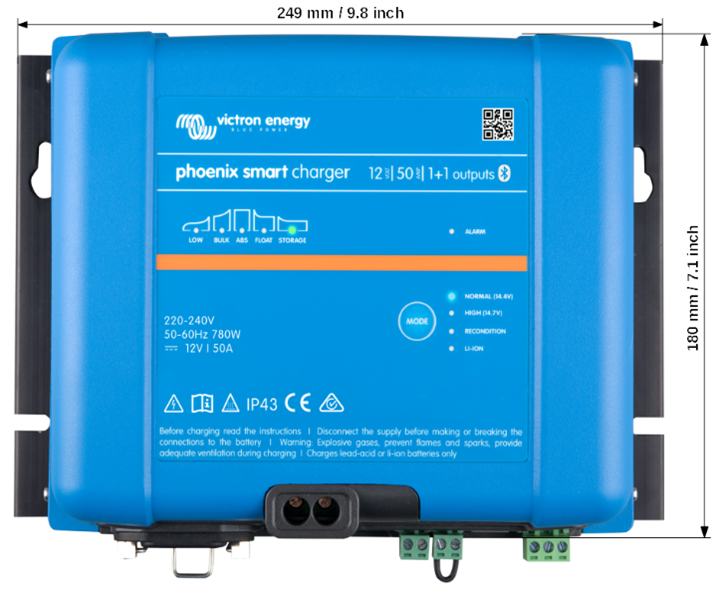 249 mm / 9.8 inch
victron energy
BLUE POWER
phoenix smart charger 12 VDC | 50 AMP | 1+1 outputs
LOW BULK ABS FLOAT STORAGE
ALARM
NORMAL (14.4V)
HIGH (14.7V)
RECONDITION
LI-ION
MODE
220-240V
50-60Hz 780W
12V | 50A
IP43 CE
Before charging read the instructions | Disconnect the supply before making or breaking the
connections to the battery | Warning: Explosive gases, prevent flames and sparks, provide
adequate ventilation during charging | Charges lead-acid or li-ion batteries only
180 mm / 7.1 inch